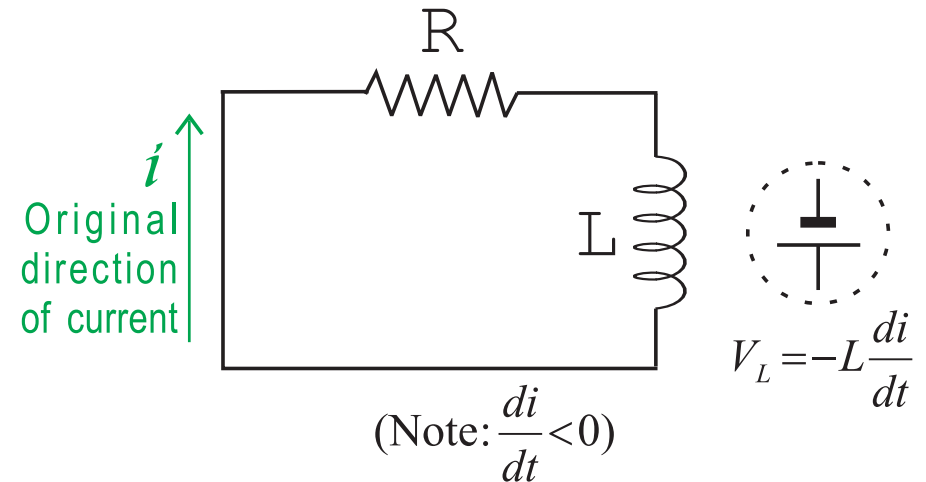 R
i
Original
direction
of current
L
V_L = −L di/dt
(Note: di/dt < 0)